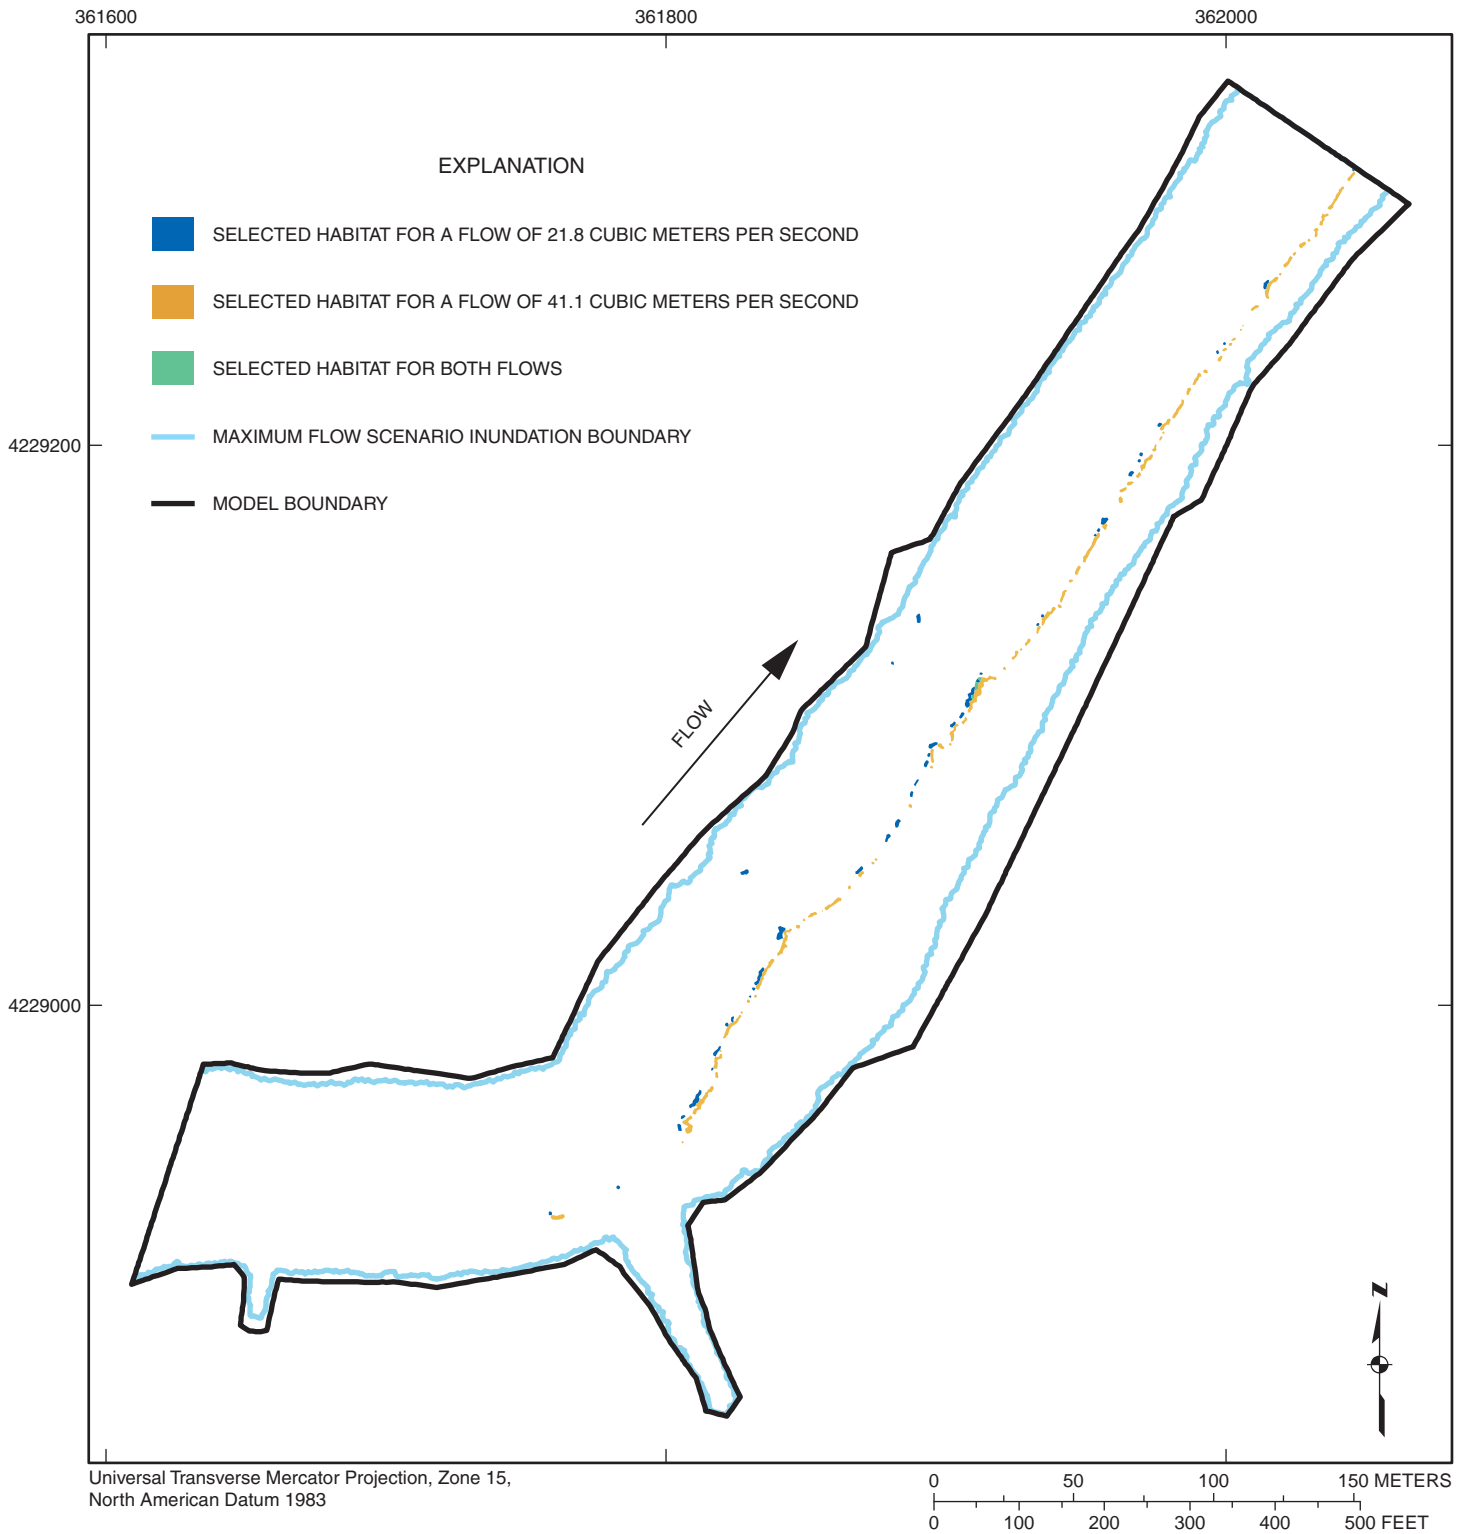 361600 361800 362000
EXPLANATION
SELECTED HABITAT FOR A FLOW OF 21.8 CUBIC METERS PER SECOND
SELECTED HABITAT FOR A FLOW OF 41.1 CUBIC METERS PER SECOND
SELECTED HABITAT FOR BOTH FLOWS
MAXIMUM FLOW SCENARIO INUNDATION BOUNDARY
4229200
MODEL BOUNDARY
FLOW
4229000
N
Universal Transverse Mercator Projection, Zone 15,
North American Datum 1983
0 50 100 150 METERS
0 100 200 300 400 500 FEET